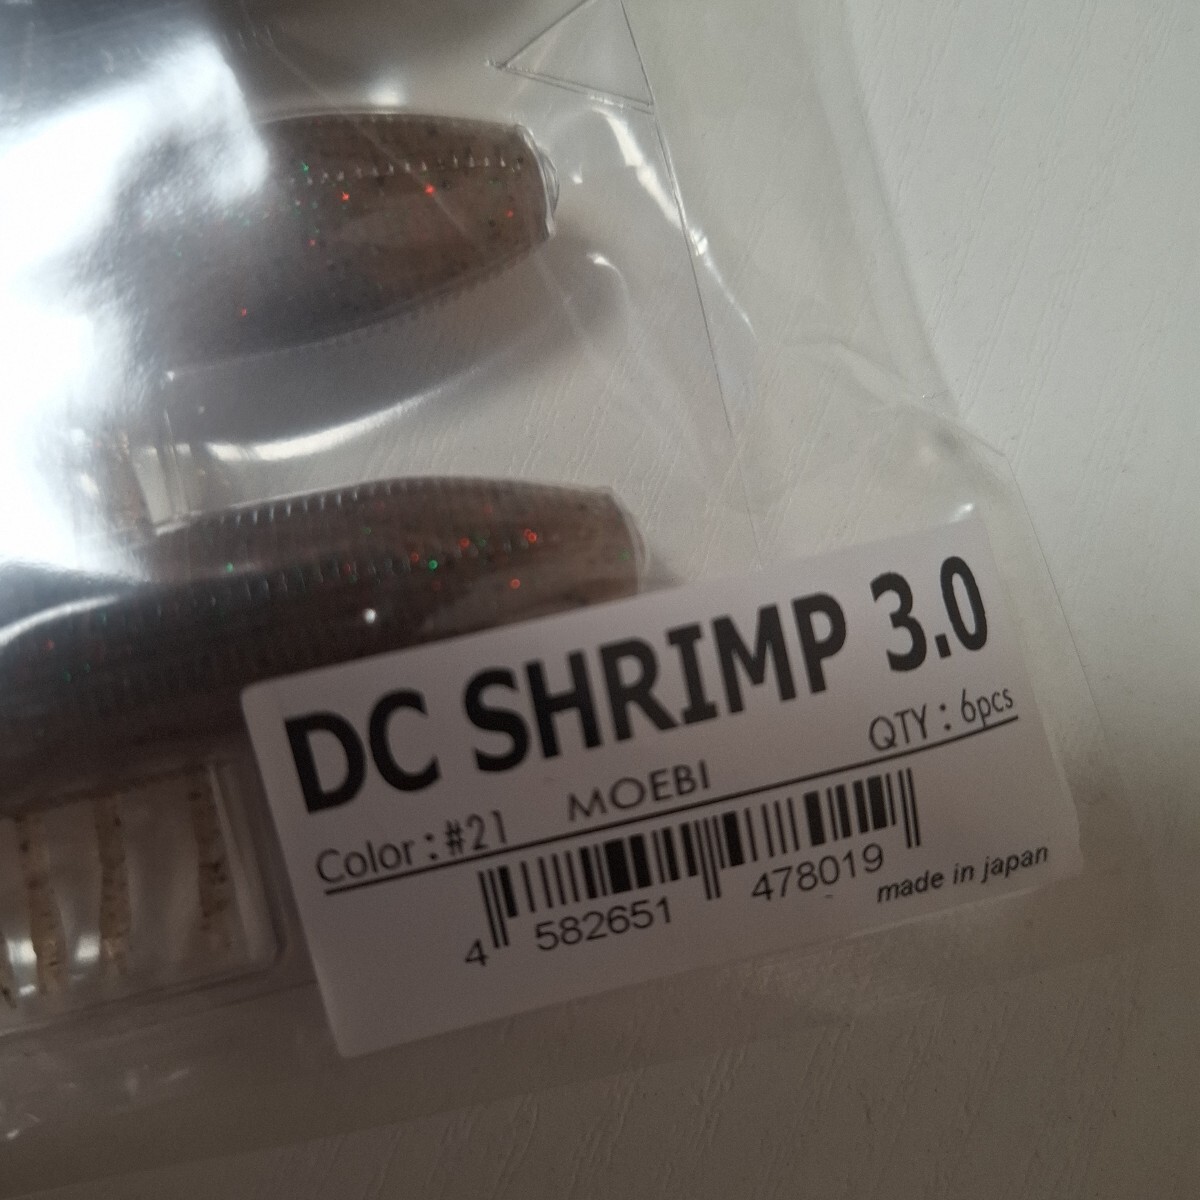 DC SHRIMP 3.0
Color : #21 MOEBI QTY : 6pcs
4 582651 478019
made in japan